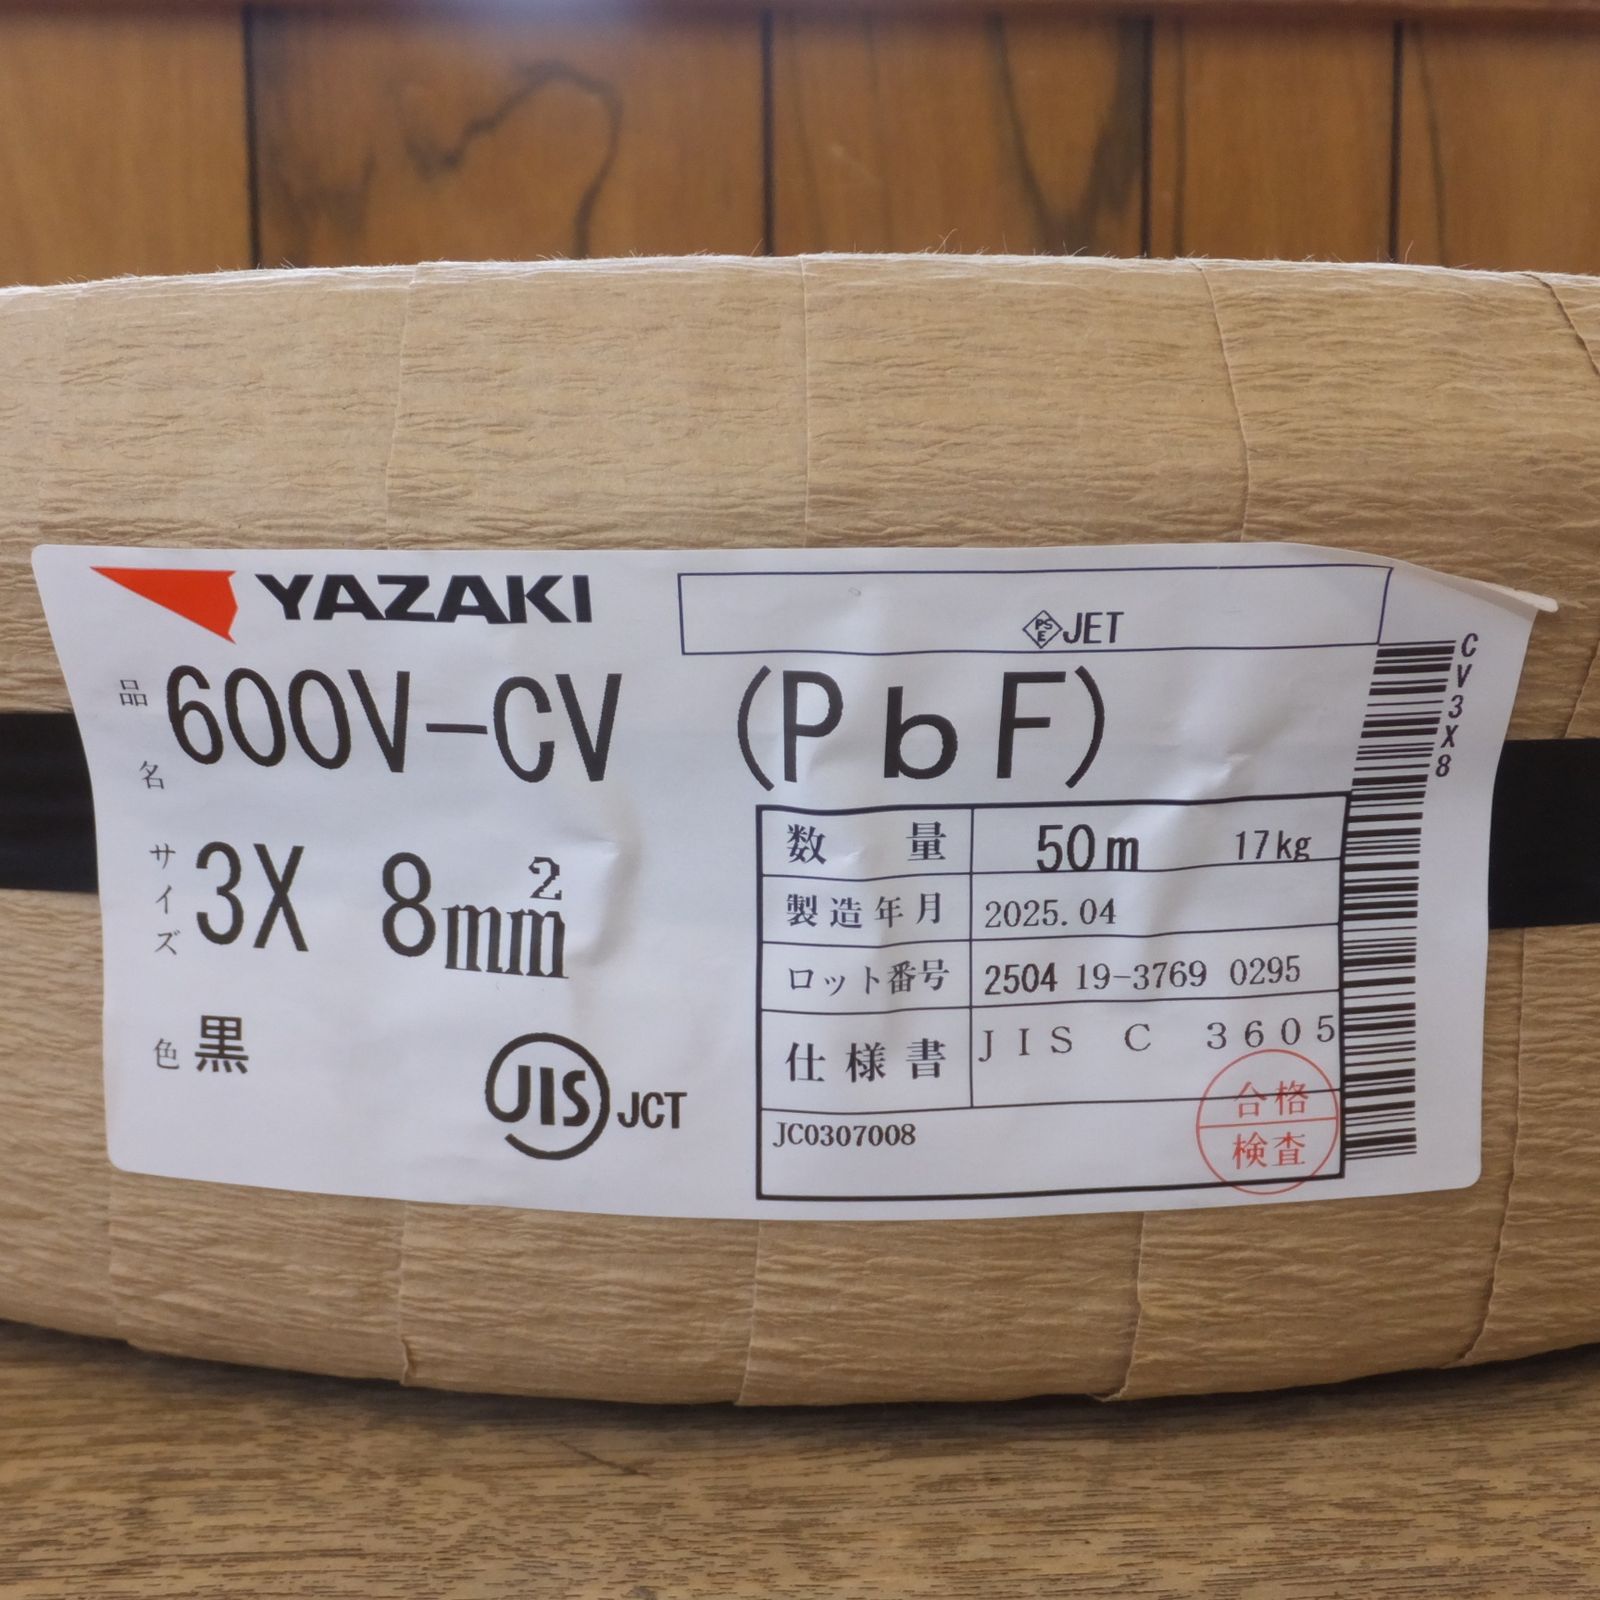 YAZAKI
PSE JET
品名 600V-CV (PbF)
サイズ 3X 8mm²
色 黒
JIS JCT
数量 50m 17kg
製造年月 2025.04
ロット番号 2504 19-3769 0295
仕様書 JIS C 3605
JC0307008
合格
検査
CV3X8